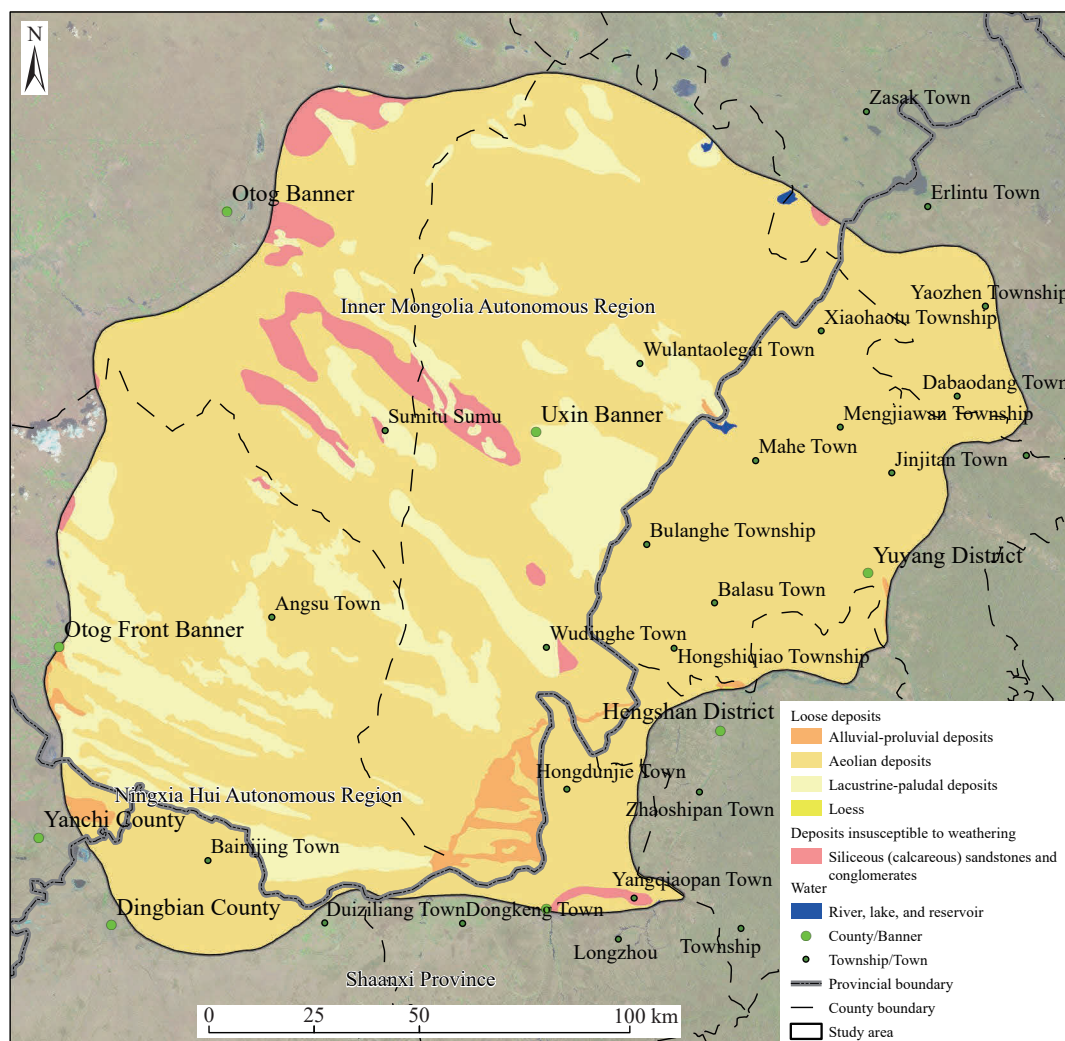 N
Zasak Town
Otog Banner
Erlintu Town
Yaozhen Township
Inner Mongolia Autonomous Region
Xiaohaotu Township
Wulantaolegai Town
Dabaodang Town
Sumitu Sumu
Uxin Banner
Mengjiawan Township
Mahe Town
Jinjitan Town
Bulanghe Township
Yuyang District
Angsu Town
Balasu Town
Otog Front Banner
Wudinghe Town
Hongshiqiao Township
Hengshan District
Hongdunjie Town
Ningxia Hui Autonomous Region
Zhaoshipan Town
Yanchi County
Bainijing Town
Yangqiaopan Town
Dingbian County
Duiziliang Town
Dongkeng Town
Longzhou
Township
Shaanxi Province
0
25
50
100 km
Loose deposits
Alluvial-proluvial deposits
Aeolian deposits
Lacustrine-paludal deposits
Loess
Deposits insusceptible to weathering
Siliceous (calcareous) sandstones and
conglomerates
Water
River, lake, and reservoir
County/Banner
Township/Town
Provincial boundary
County boundary
Study area